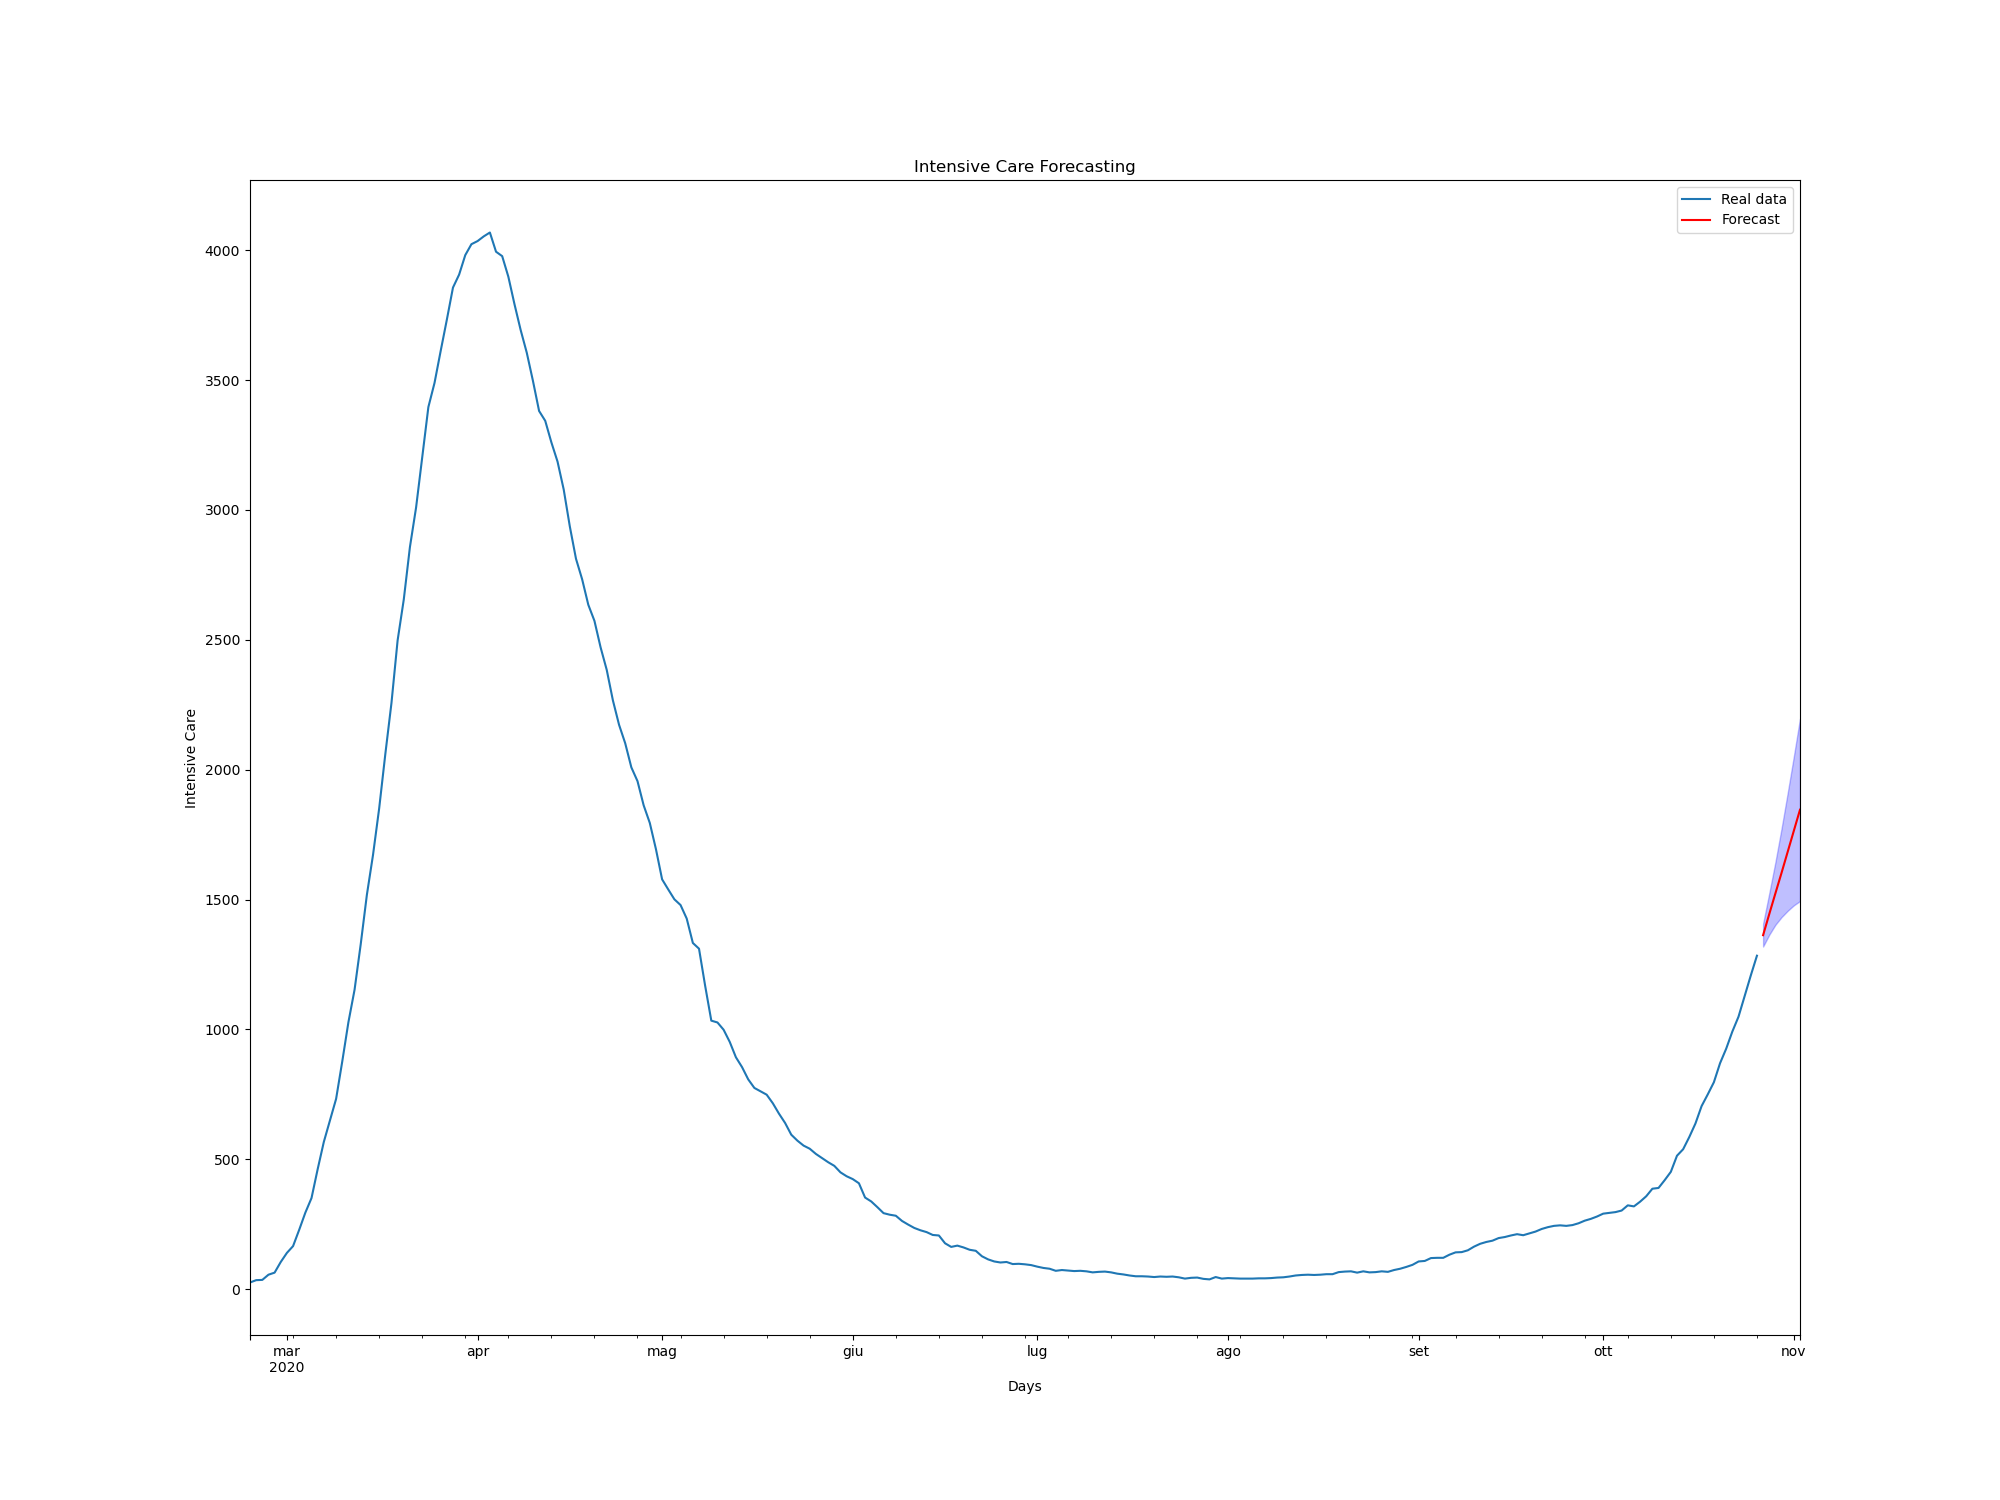 Intensive Care Forecasting
Real data
Forecast
4000
3500
3000
2500
2000
1500
1000
500
0
Intensive Care
mar apr mag giu lug ago set ott nov
2020
Days